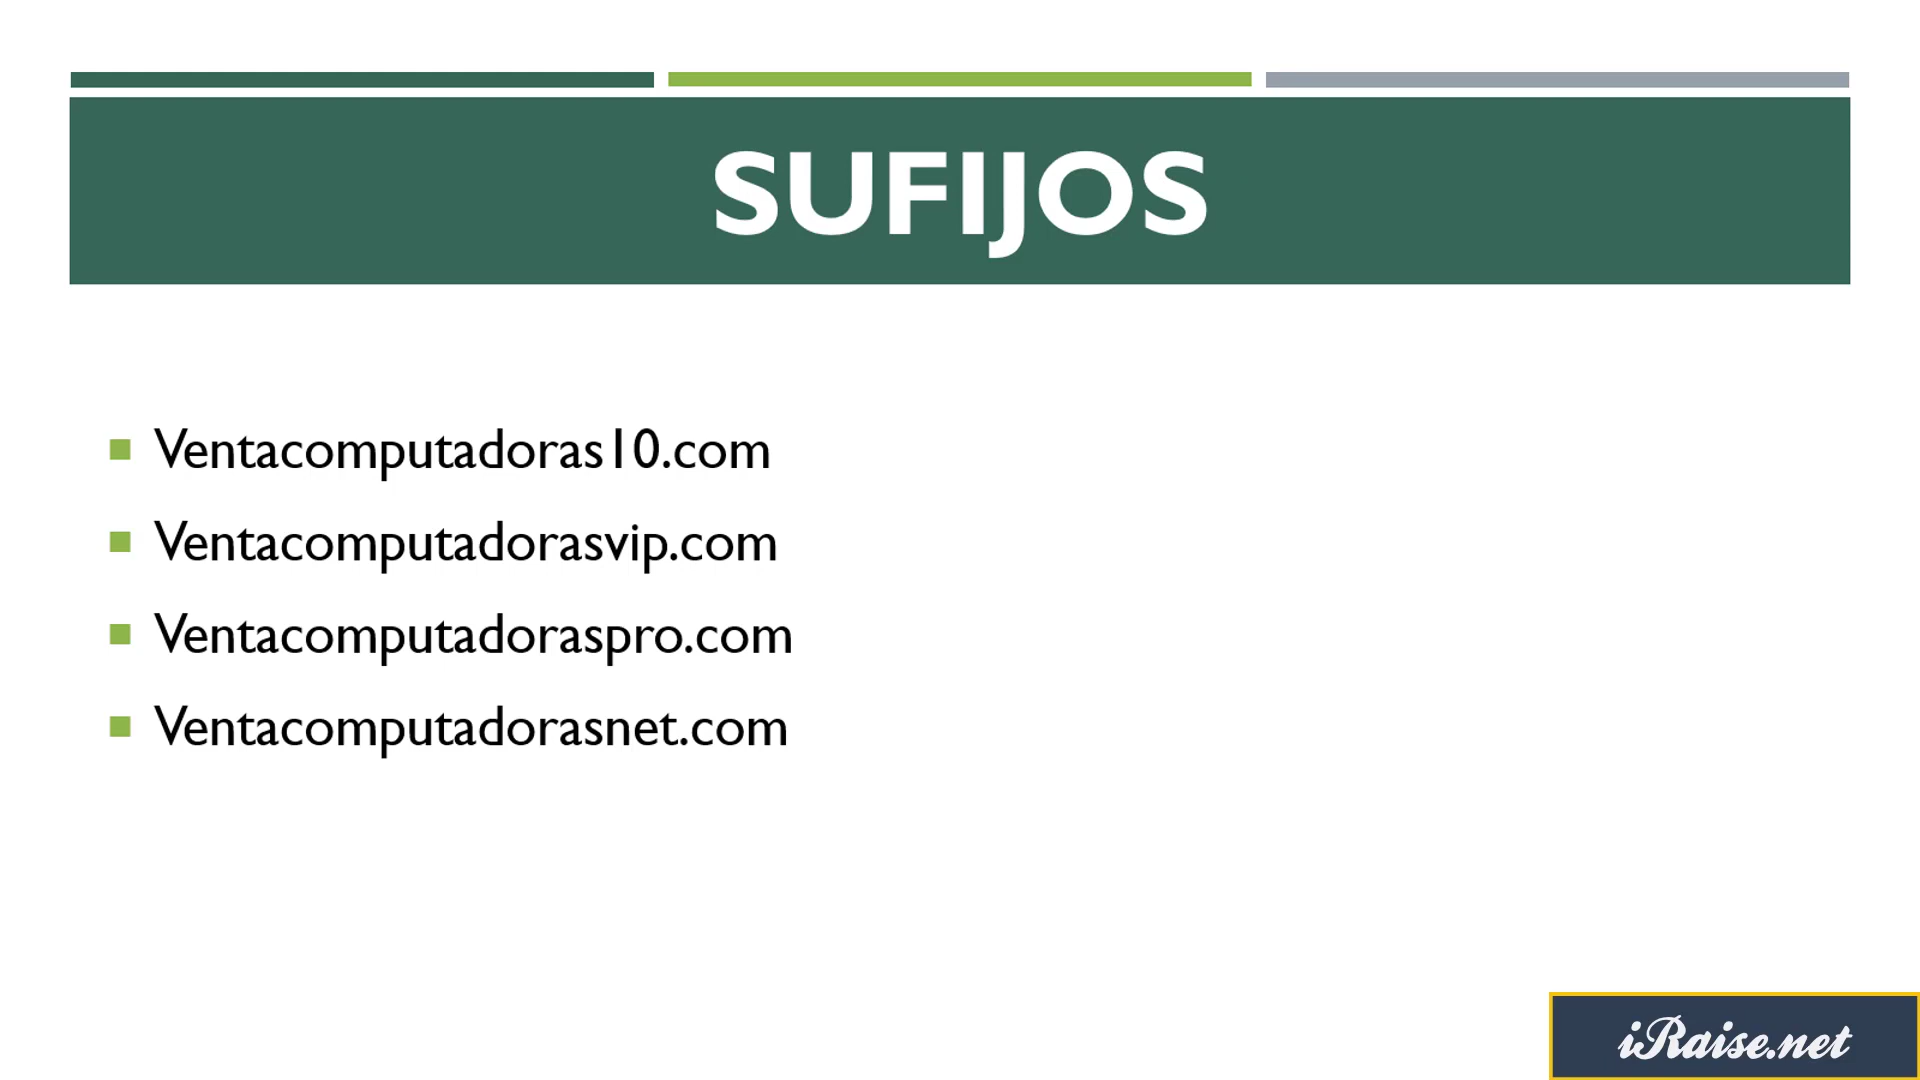 SUFIJOS
Ventacomputadoras10.com
Ventacomputadorasvip.com
Ventacomputadoraspro.com
Ventacomputadorasnet.com
iRaise.net